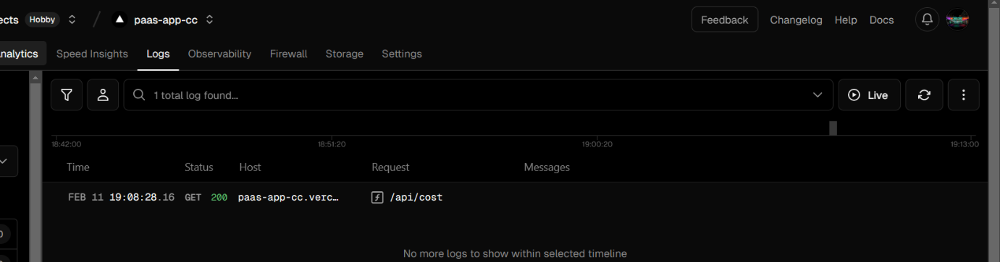 ects Hobby / paas-app-cc Feedback Changelog Help Docs
nalytics Speed Insights Logs Observability Firewall Storage Settings
1 total log found... Live
18:42:00 18:51:20 19:00:20 19:13:00
Time Status Host Request Messages
FEB 11 19:08:28.16 GET 200 paas-app-cc.verc… /api/cost
No more logs to show within selected timeline